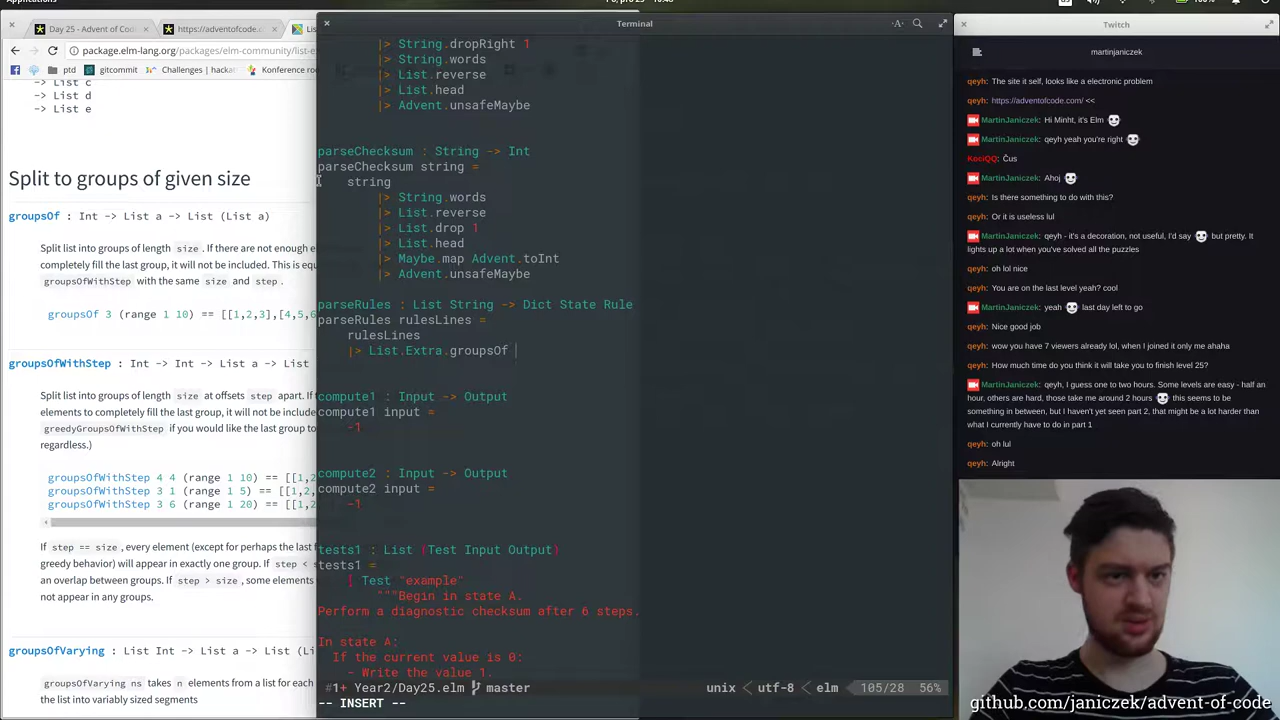 Applications
Day 25 - Advent of Co
https://adventofcode.
package.elm-lang.org/packages/elm-community/list-e
ptd
gitcommit
Challenges | hackat
Konference ro
-> List c
-> List d
-> List e
Split to groups of given size
groupsOf : Int -> List a -> List (List a)
Split list into groups of length size. If there are not enough e
completely fill the last group, it will not be included. This is equ
groupsOfWithStep with the same size and step.
groupsOf 3 (range 1 10) == [[1,2,3],[4,5,6
groupsOfWithStep : Int -> Int -> List a -> List
Split list into groups of length size at offsets step apart. If
elements to completely fill the last group, it will not be include
greedyGroupsOfWithStep if you would like the last group to
regardless.)
groupsOfWithStep 4 4 (range 1 10) == [[1,2
groupsOfWithStep 3 1 (range 1 5) == [[1,2
groupsOfWithStep 3 6 (range 1 20) == [[1,2
If step == size, every element (except for perhaps the last
greedy behavior) will appear in exactly one group. If step <
an overlap between groups. If step > size, some elements
not appear in any groups.
groupsOfVarying : List Int -> List a -> List (Li
groupsOfVarying ns takes n elements from a list for each
the list into variably sized segments
Terminal
|> String.dropRight 1
|> String.words
|> List.reverse
|> List.head
|> Advent.unsafeMaybe
parseChecksum : String -> Int
parseChecksum string =
string
|> String.words
|> List.reverse
|> List.drop 1
|> List.head
|> Maybe.map Advent.toInt
|> Advent.unsafeMaybe
parseRules : List String -> Dict State Rule
parseRules rulesLines =
rulesLines
|> List.Extra.groupsOf
compute1 : Input -> Output
compute1 input =
-1
compute2 : Input -> Output
compute2 input =
-1
tests1 : List (Test Input Output)
tests1 =
[ Test "example"
"""Begin in state A.
Perform a diagnostic checksum after 6 steps.
In state A:
If the current value is 0:
- Write the value 1.
#1+ Year2/Day25.elm master
unix < utf-8 < elm 105/28 56%
-- INSERT --
Twitch
martinjaniczek
qeyh: The site it self, looks like a electronic problem
qeyh: https://adventofcode.com/ <<
MartinJaniczek: Hi Minht, it's Elm
MartinJaniczek: qeyh yeah you're right
KociQQ: Čus
MartinJaniczek: Ahoj
qeyh: Is there something to do with this?
qeyh: Or it is useless lul
MartinJaniczek: qeyh - it's a decoration, not useful, I'd say but pretty. It
lights up a lot when you've solved all the puzzles
qeyh: oh lol nice
qeyh: You are on the last level yeah? cool
MartinJaniczek: yeah last day left to go
qeyh: Nice good job
qeyh: wow you have 7 viewers already lol, when I joined it only me ahaha
qeyh: How much time do you think it will take you to finish level 25?
MartinJaniczek: qeyh, I guess one to two hours. Some levels are easy - half an
hour, others are hard, those take me around 2 hours this seems to be
something in between, but I haven't yet seen part 2, that might be a lot harder than
what I currently have to do in part 1
qeyh: oh lul
qeyh: Alright
github.com/janiczek/advent-of-code